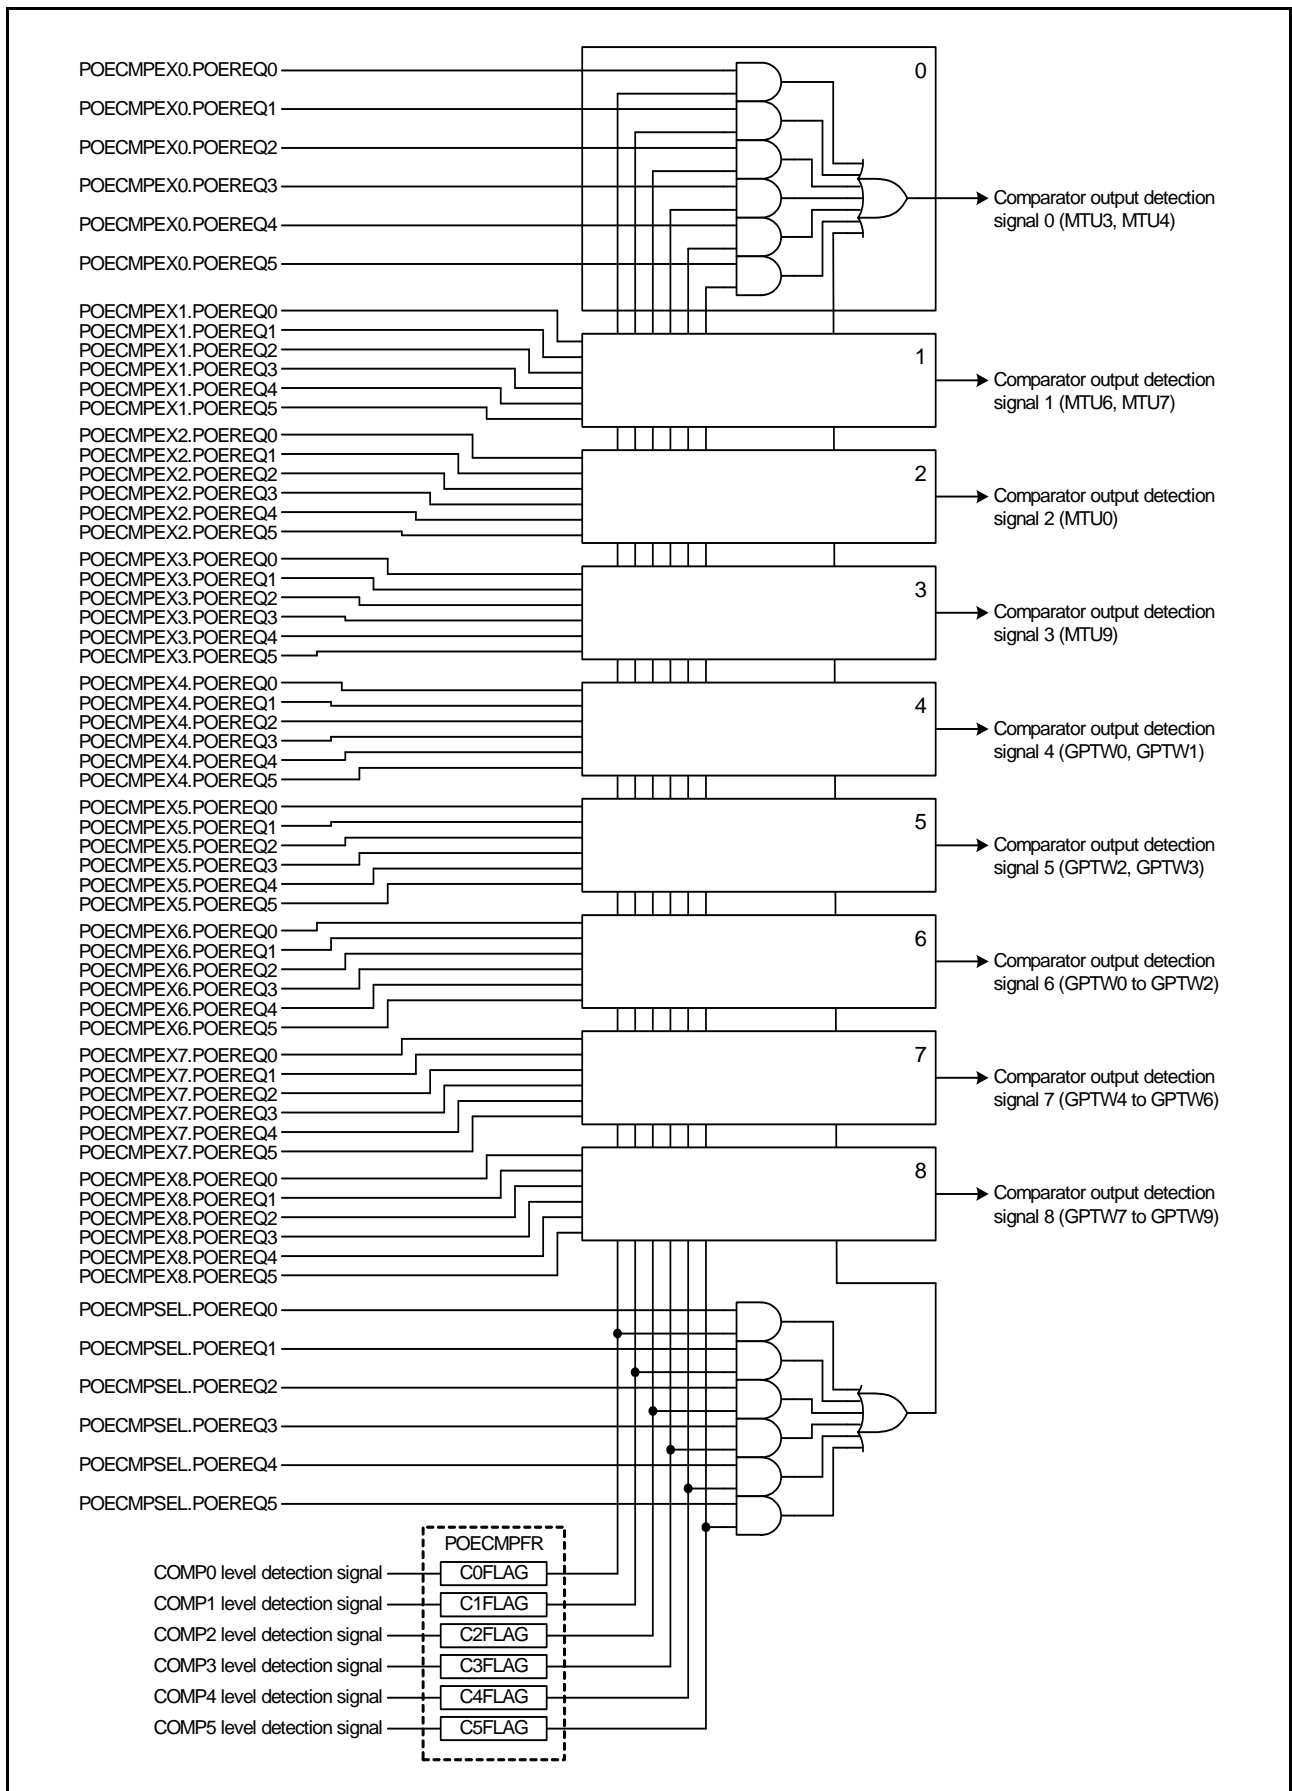 POECMPEX0.POEREQ0
0
POECMPEX0.POEREQ1
POECMPEX0.POEREQ2
POECMPEX0.POEREQ3
Comparator output detection
signal 0 (MTU3, MTU4)
POECMPEX0.POEREQ4
POECMPEX0.POEREQ5
POECMPEX1.POEREQ0
POECMPEX1.POEREQ1
POECMPEX1.POEREQ2
POECMPEX1.POEREQ3
POECMPEX1.POEREQ4
POECMPEX1.POEREQ5
1
Comparator output detection
signal 1 (MTU6, MTU7)
POECMPEX2.POEREQ0
POECMPEX2.POEREQ1
POECMPEX2.POEREQ2
POECMPEX2.POEREQ3
POECMPEX2.POEREQ4
POECMPEX2.POEREQ5
2
Comparator output detection
signal 2 (MTU0)
POECMPEX3.POEREQ0
POECMPEX3.POEREQ1
POECMPEX3.POEREQ2
POECMPEX3.POEREQ3
POECMPEX3.POEREQ4
POECMPEX3.POEREQ5
3
Comparator output detection
signal 3 (MTU9)
POECMPEX4.POEREQ0
POECMPEX4.POEREQ1
POECMPEX4.POEREQ2
POECMPEX4.POEREQ3
POECMPEX4.POEREQ4
POECMPEX4.POEREQ5
4
Comparator output detection
signal 4 (GPTW0, GPTW1)
POECMPEX5.POEREQ0
POECMPEX5.POEREQ1
POECMPEX5.POEREQ2
POECMPEX5.POEREQ3
POECMPEX5.POEREQ4
POECMPEX5.POEREQ5
5
Comparator output detection
signal 5 (GPTW2, GPTW3)
POECMPEX6.POEREQ0
POECMPEX6.POEREQ1
POECMPEX6.POEREQ2
POECMPEX6.POEREQ3
POECMPEX6.POEREQ4
POECMPEX6.POEREQ5
6
Comparator output detection
signal 6 (GPTW0 to GPTW2)
POECMPEX7.POEREQ0
POECMPEX7.POEREQ1
POECMPEX7.POEREQ2
POECMPEX7.POEREQ3
POECMPEX7.POEREQ4
POECMPEX7.POEREQ5
7
Comparator output detection
signal 7 (GPTW4 to GPTW6)
POECMPEX8.POEREQ0
POECMPEX8.POEREQ1
POECMPEX8.POEREQ2
POECMPEX8.POEREQ3
POECMPEX8.POEREQ4
POECMPEX8.POEREQ5
8
Comparator output detection
signal 8 (GPTW7 to GPTW9)
POECMPSEL.POEREQ0
POECMPSEL.POEREQ1
POECMPSEL.POEREQ2
POECMPSEL.POEREQ3
POECMPSEL.POEREQ4
POECMPSEL.POEREQ5
POECMPFR
COMP0 level detection signal C0FLAG
COMP1 level detection signal C1FLAG
COMP2 level detection signal C2FLAG
COMP3 level detection signal C3FLAG
COMP4 level detection signal C4FLAG
COMP5 level detection signal C5FLAG